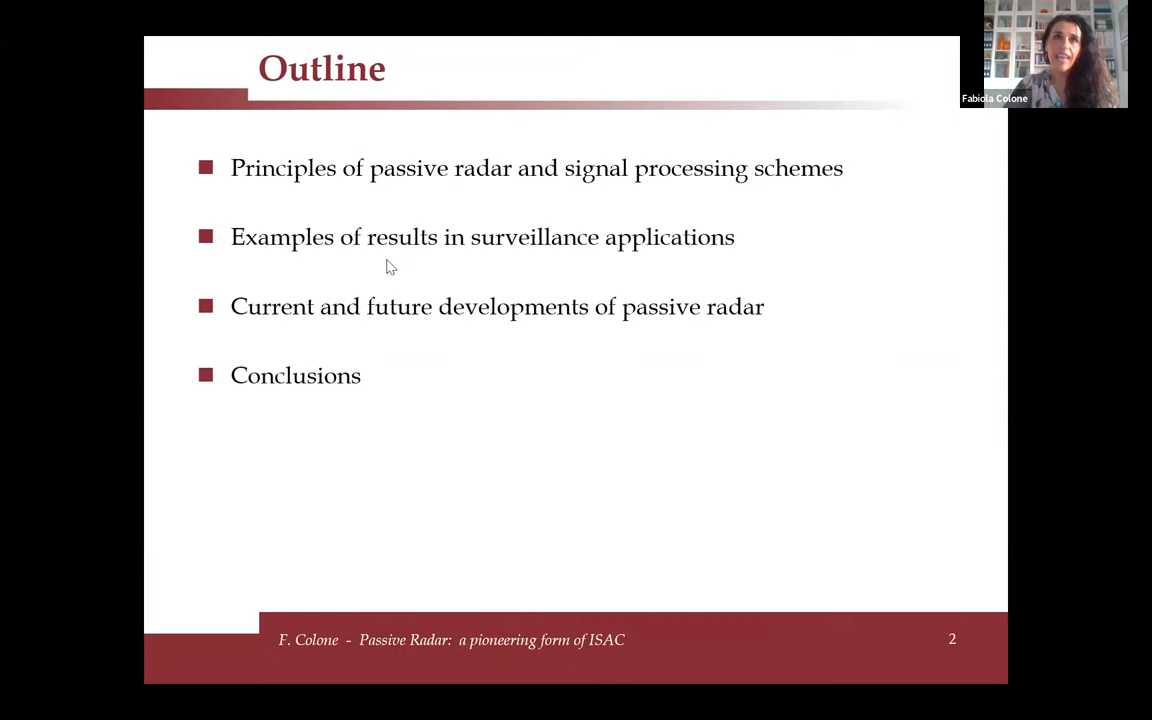 Outline
Fabiola Colone
Principles of passive radar and signal processing schemes
Examples of results in surveillance applications
Current and future developments of passive radar
Conclusions
F. Colone - Passive Radar: a pioneering form of ISAC
2